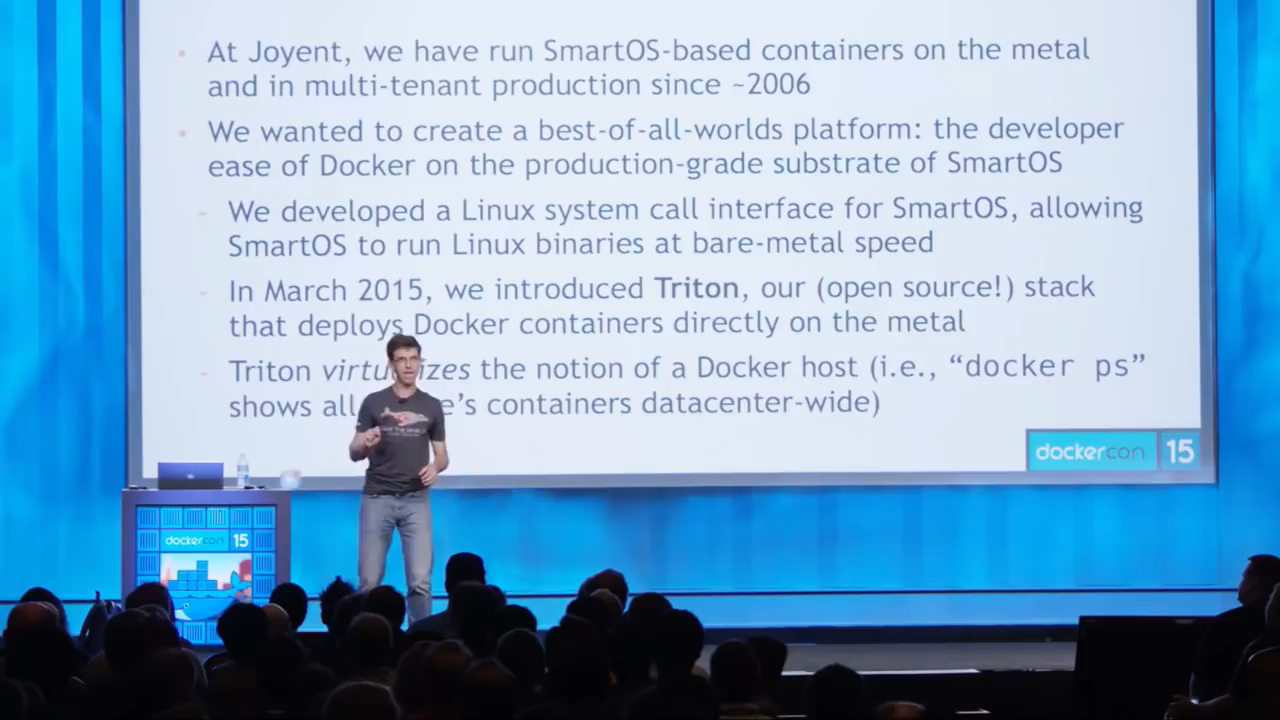 At Joyent, we have run SmartOS-based containers on the metal
and in multi-tenant production since ~2006
We wanted to create a best-of-all-worlds platform: the developer
ease of Docker on the production-grade substrate of SmartOS
- We developed a Linux system call interface for SmartOS, allowing
SmartOS to run Linux binaries at bare-metal speed
- In March 2015, we introduced Triton, our (open source!) stack
that deploys Docker containers directly on the metal
- Triton the notion of a Docker host (i.e., “docker ps”
shows all containers datacenter-wide)
dockercon 15
dockercon 15